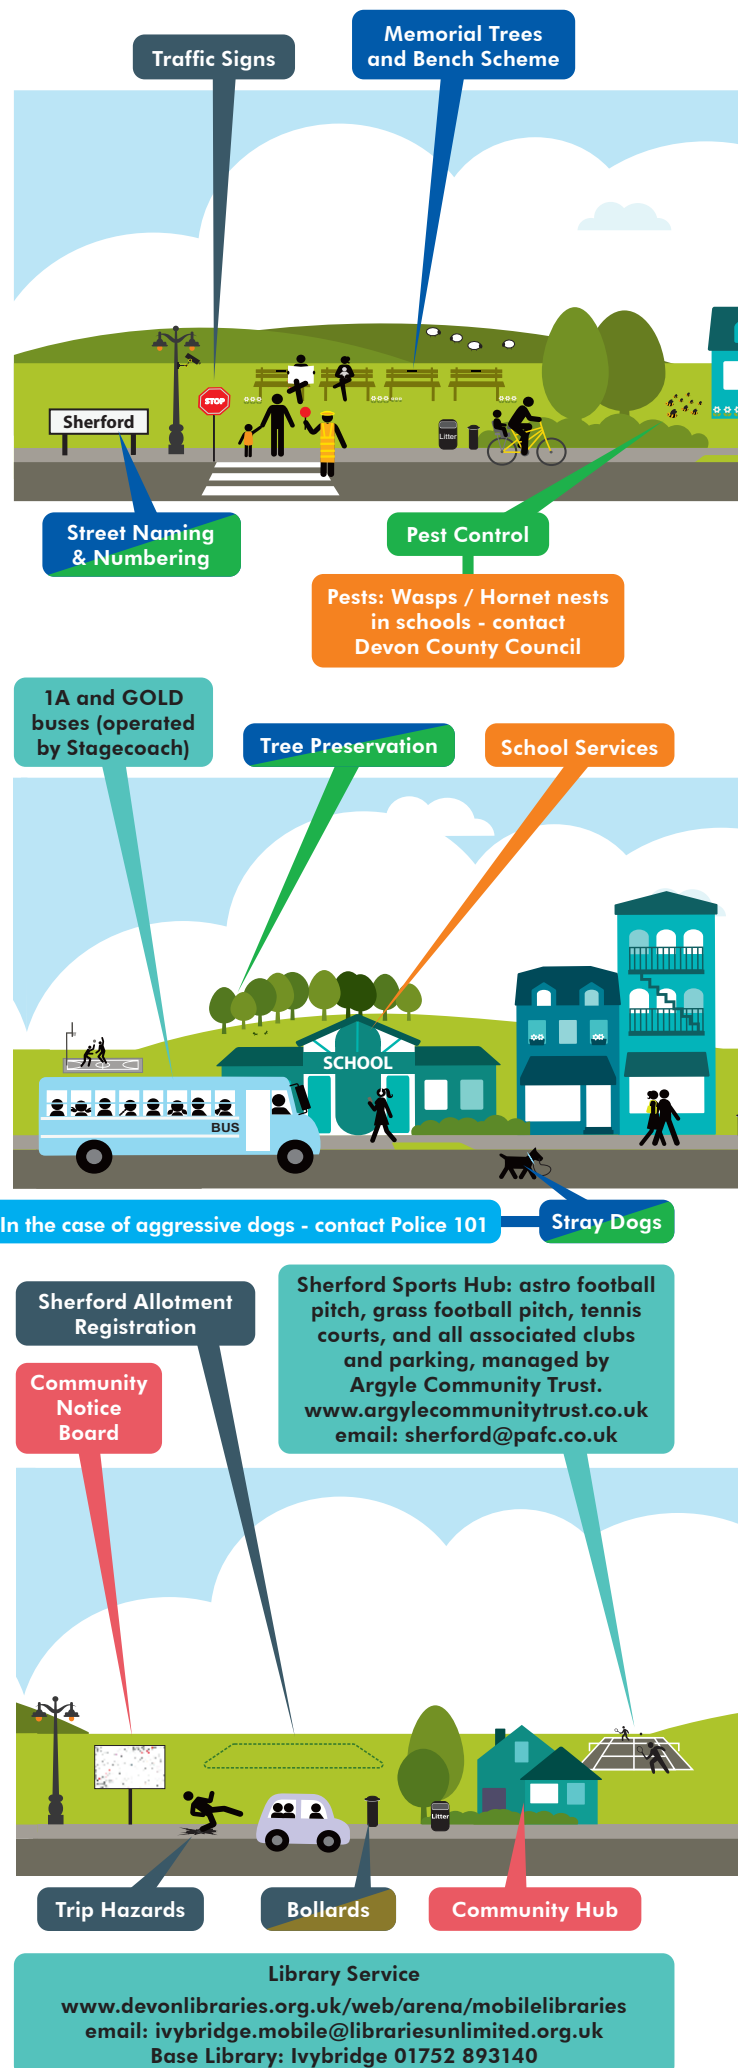 Traffic Signs
Memorial Trees
and Bench Scheme
STOP
Sherford
Litter
Street Naming
& Numbering
Pest Control
Pests: Wasps / Hornet nests
in schools - contact
Devon County Council
1A and GOLD
buses (operated
by Stagecoach)
Tree Preservation
School Services
SCHOOL
BUS
In the case of aggressive dogs - contact Police 101
Stray Dogs
Sherford Allotment
Registration
Community
Notice
Board
Sherford Sports Hub: astro football
pitch, grass football pitch, tennis
courts, and all associated clubs
and parking, managed by
Argyle Community Trust.
www.argylecommunitytrust.co.uk
email: sherford@pafc.co.uk
Litter
Trip Hazards
Bollards
Community Hub
Library Service
www.devonlibraries.org.uk/web/arena/mobilelibraries
email: ivybridge.mobile@librariesunlimited.org.uk
Base Library: Ivybridge 01752 893140